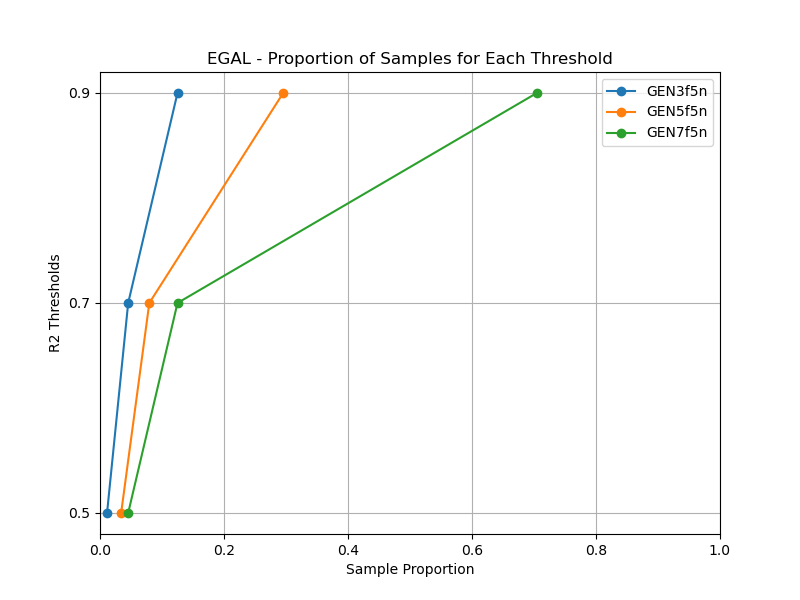 EGAL - Proportion of Samples for Each Threshold
GEN3f5n
GEN5f5n
GEN7f5n
R2 Thresholds
0.9
0.7
0.5
0.0 0.2 0.4 0.6 0.8 1.0
Sample Proportion